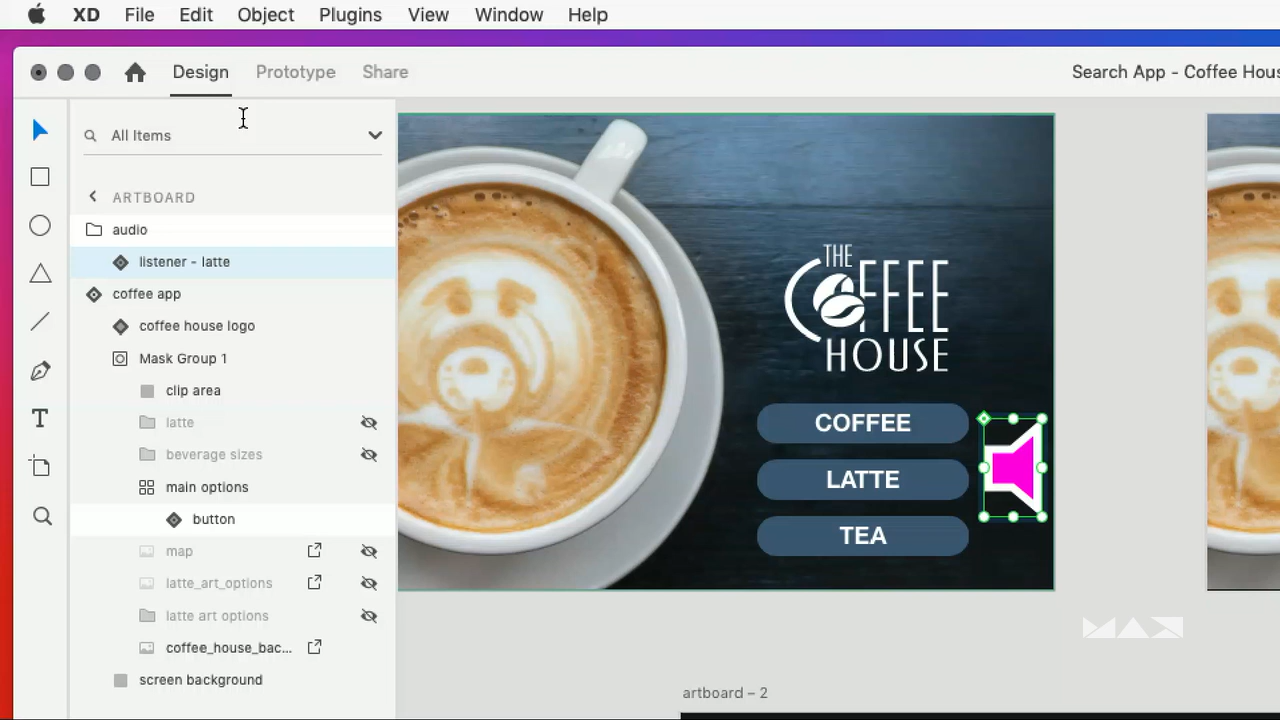 XD File Edit Object Plugins View Window Help
Design Prototype Share
Search App - Coffee Hous
All Items
ARTBOARD
audio
listener - latte
coffee app
coffee house logo
Mask Group 1
clip area
latte
beverage sizes
main options
button
map
latte_art_options
latte art options
coffee_house_bac...
screen background
THE
COFFEE
HOUSE
COFFEE
LATTE
TEA
MAX
artboard – 2